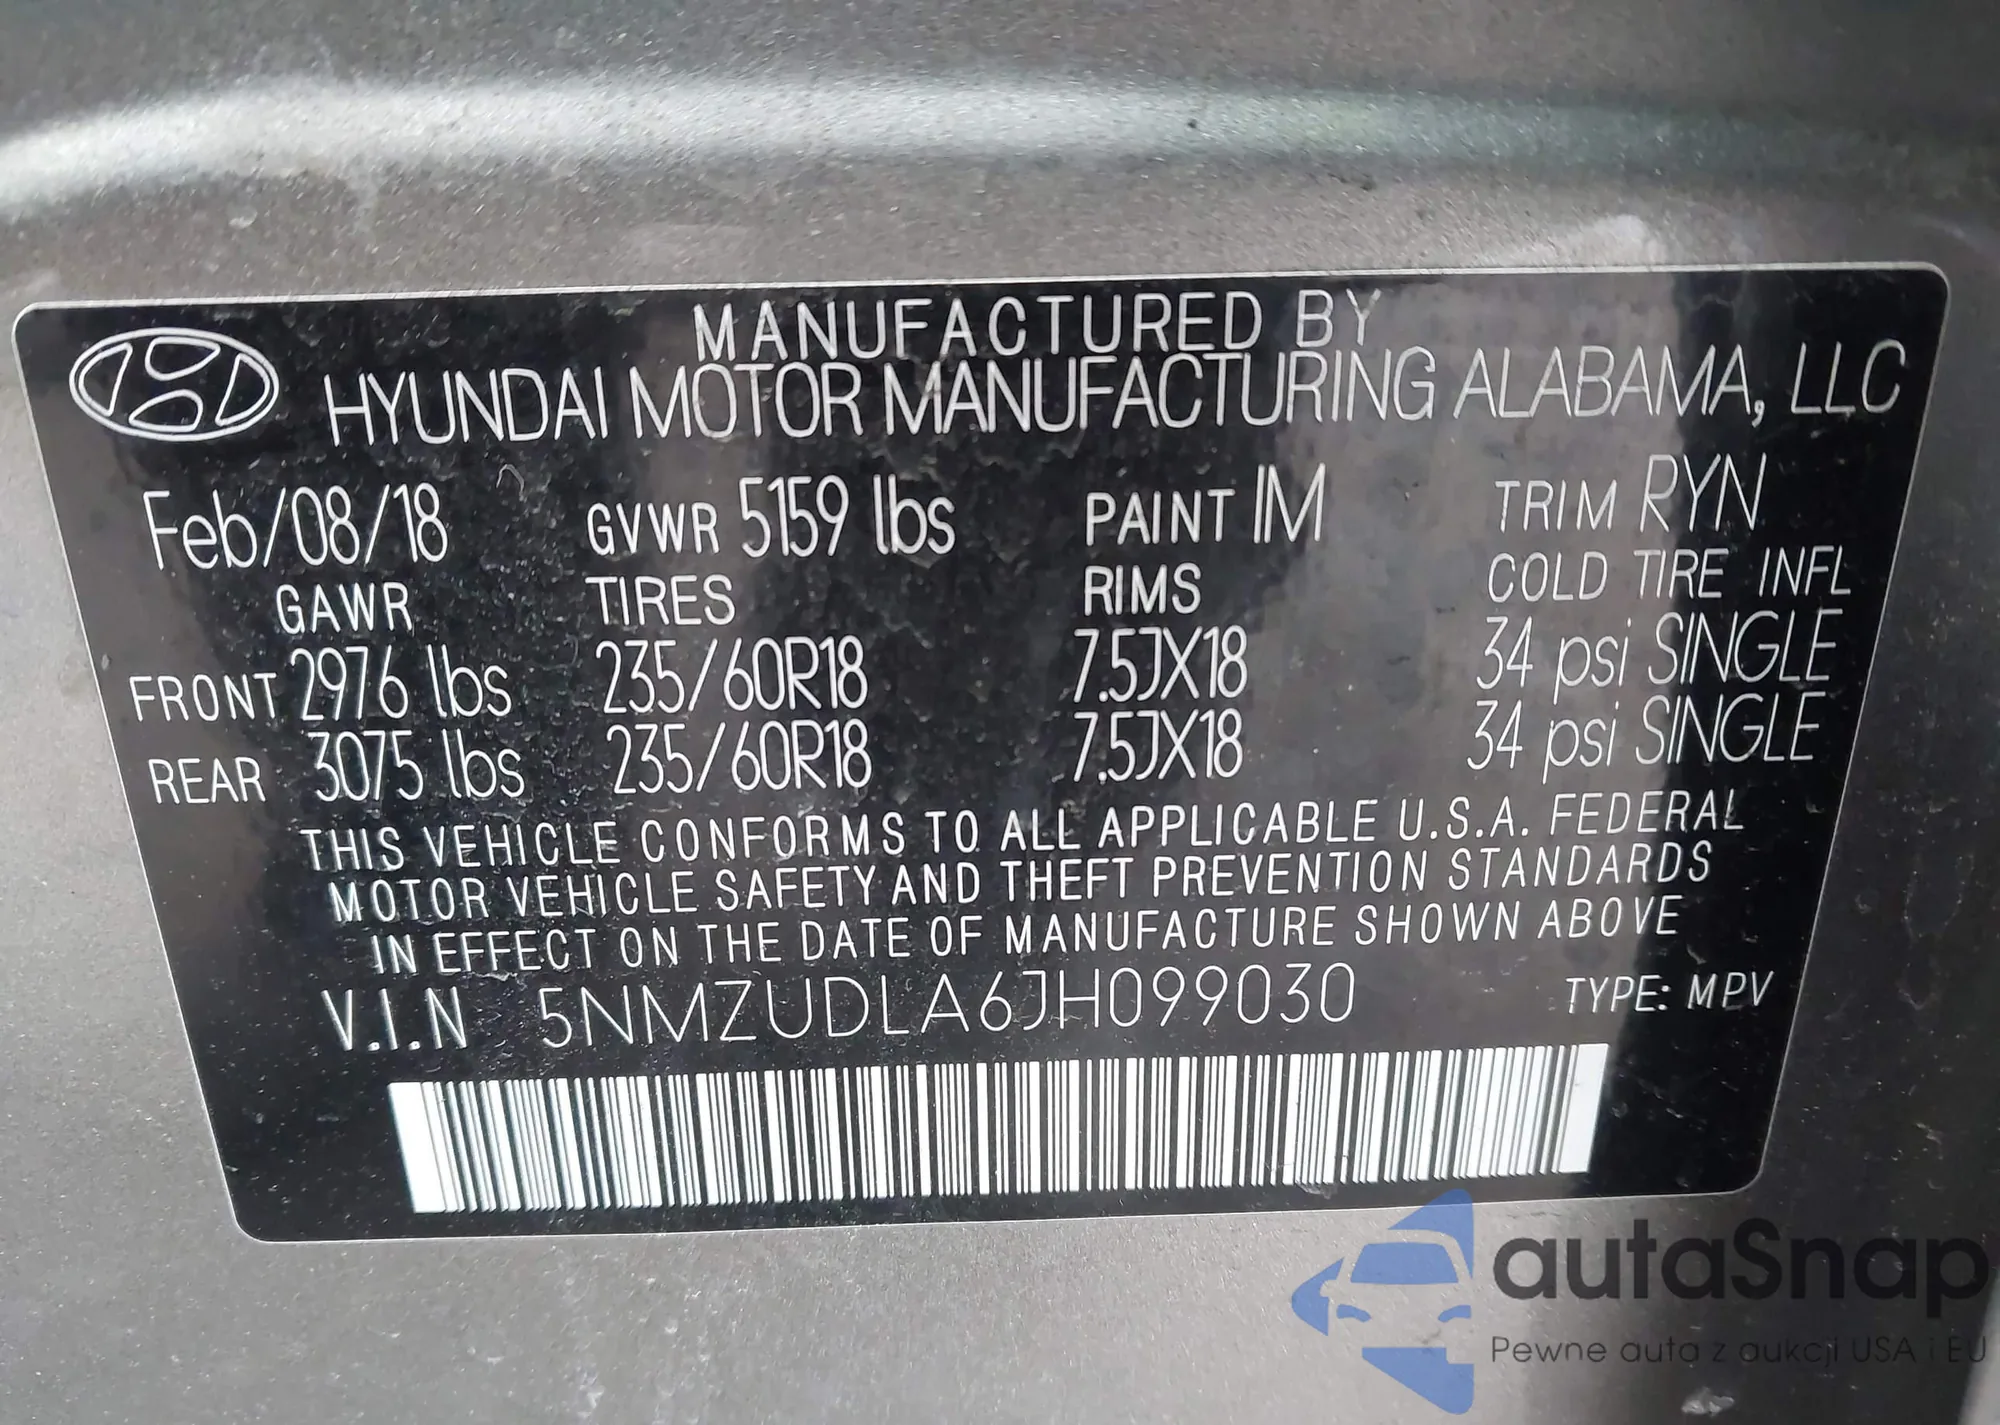 MANUFACTURED BY
HYUNDAI MOTOR MANUFACTURING ALABAMA, LLC
Feb/08/18 GVWR 5159 lbs PAINT IM TRIM RYN
GAWR TIRES RIMS COLD TIRE INFL
FRONT 2976 lbs 235/60R18 7.5JX18 34 psi SINGLE
REAR 3075 lbs 235/60R18 7.5JX18 34 psi SINGLE
THIS VEHICLE CONFORMS TO ALL APPLICABLE U.S.A. FEDERAL
MOTOR VEHICLE SAFETY AND THEFT PREVENTION STANDARDS
IN EFFECT ON THE DATE OF MANUFACTURE SHOWN ABOVE
V.I.N 5NMZUDLA6JH099030 TYPE: MPV
autaSnap
Pewne auta z aukcji USA i EU